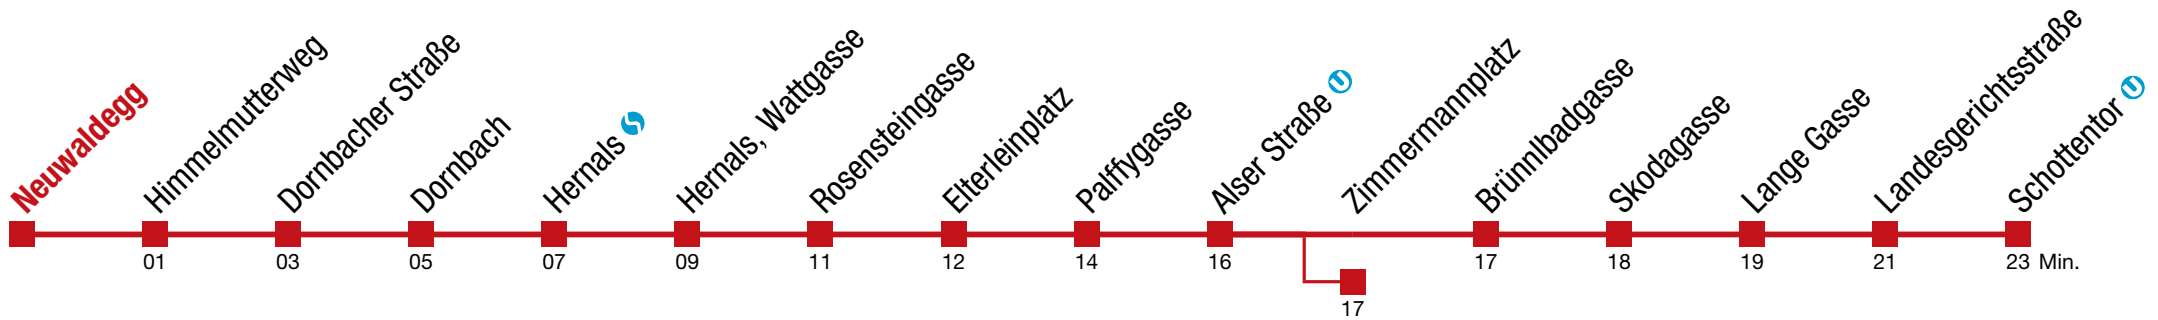 Neuwaldegg
Himmelmutterweg
Dornbacher Straße
Dornbach
Hernals
Hernals, Wattgasse
Rosensteingasse
Elterleinplatz
Palffygasse
Alser Straße U
Zimmermannplatz
Brünnlbadgasse
Skodagasse
Lange Gasse
Landesgerichtsstraße
Schottentor U
01 03 05 07 09 11 12 14 16 17 18 19 21 23 Min.
17